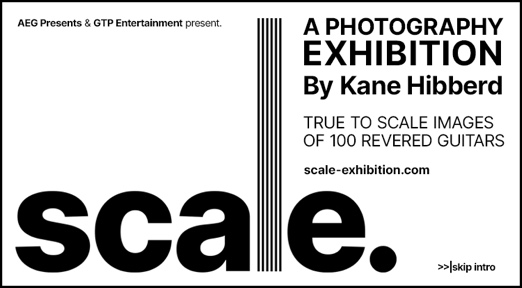 AEG Presents & GTP Entertainment present.
A PHOTOGRAPHY
EXHIBITION
By Kane Hibberd
TRUE TO SCALE IMAGES
OF 100 REVERED GUITARS
scale-exhibition.com
scale.
>>|skip intro